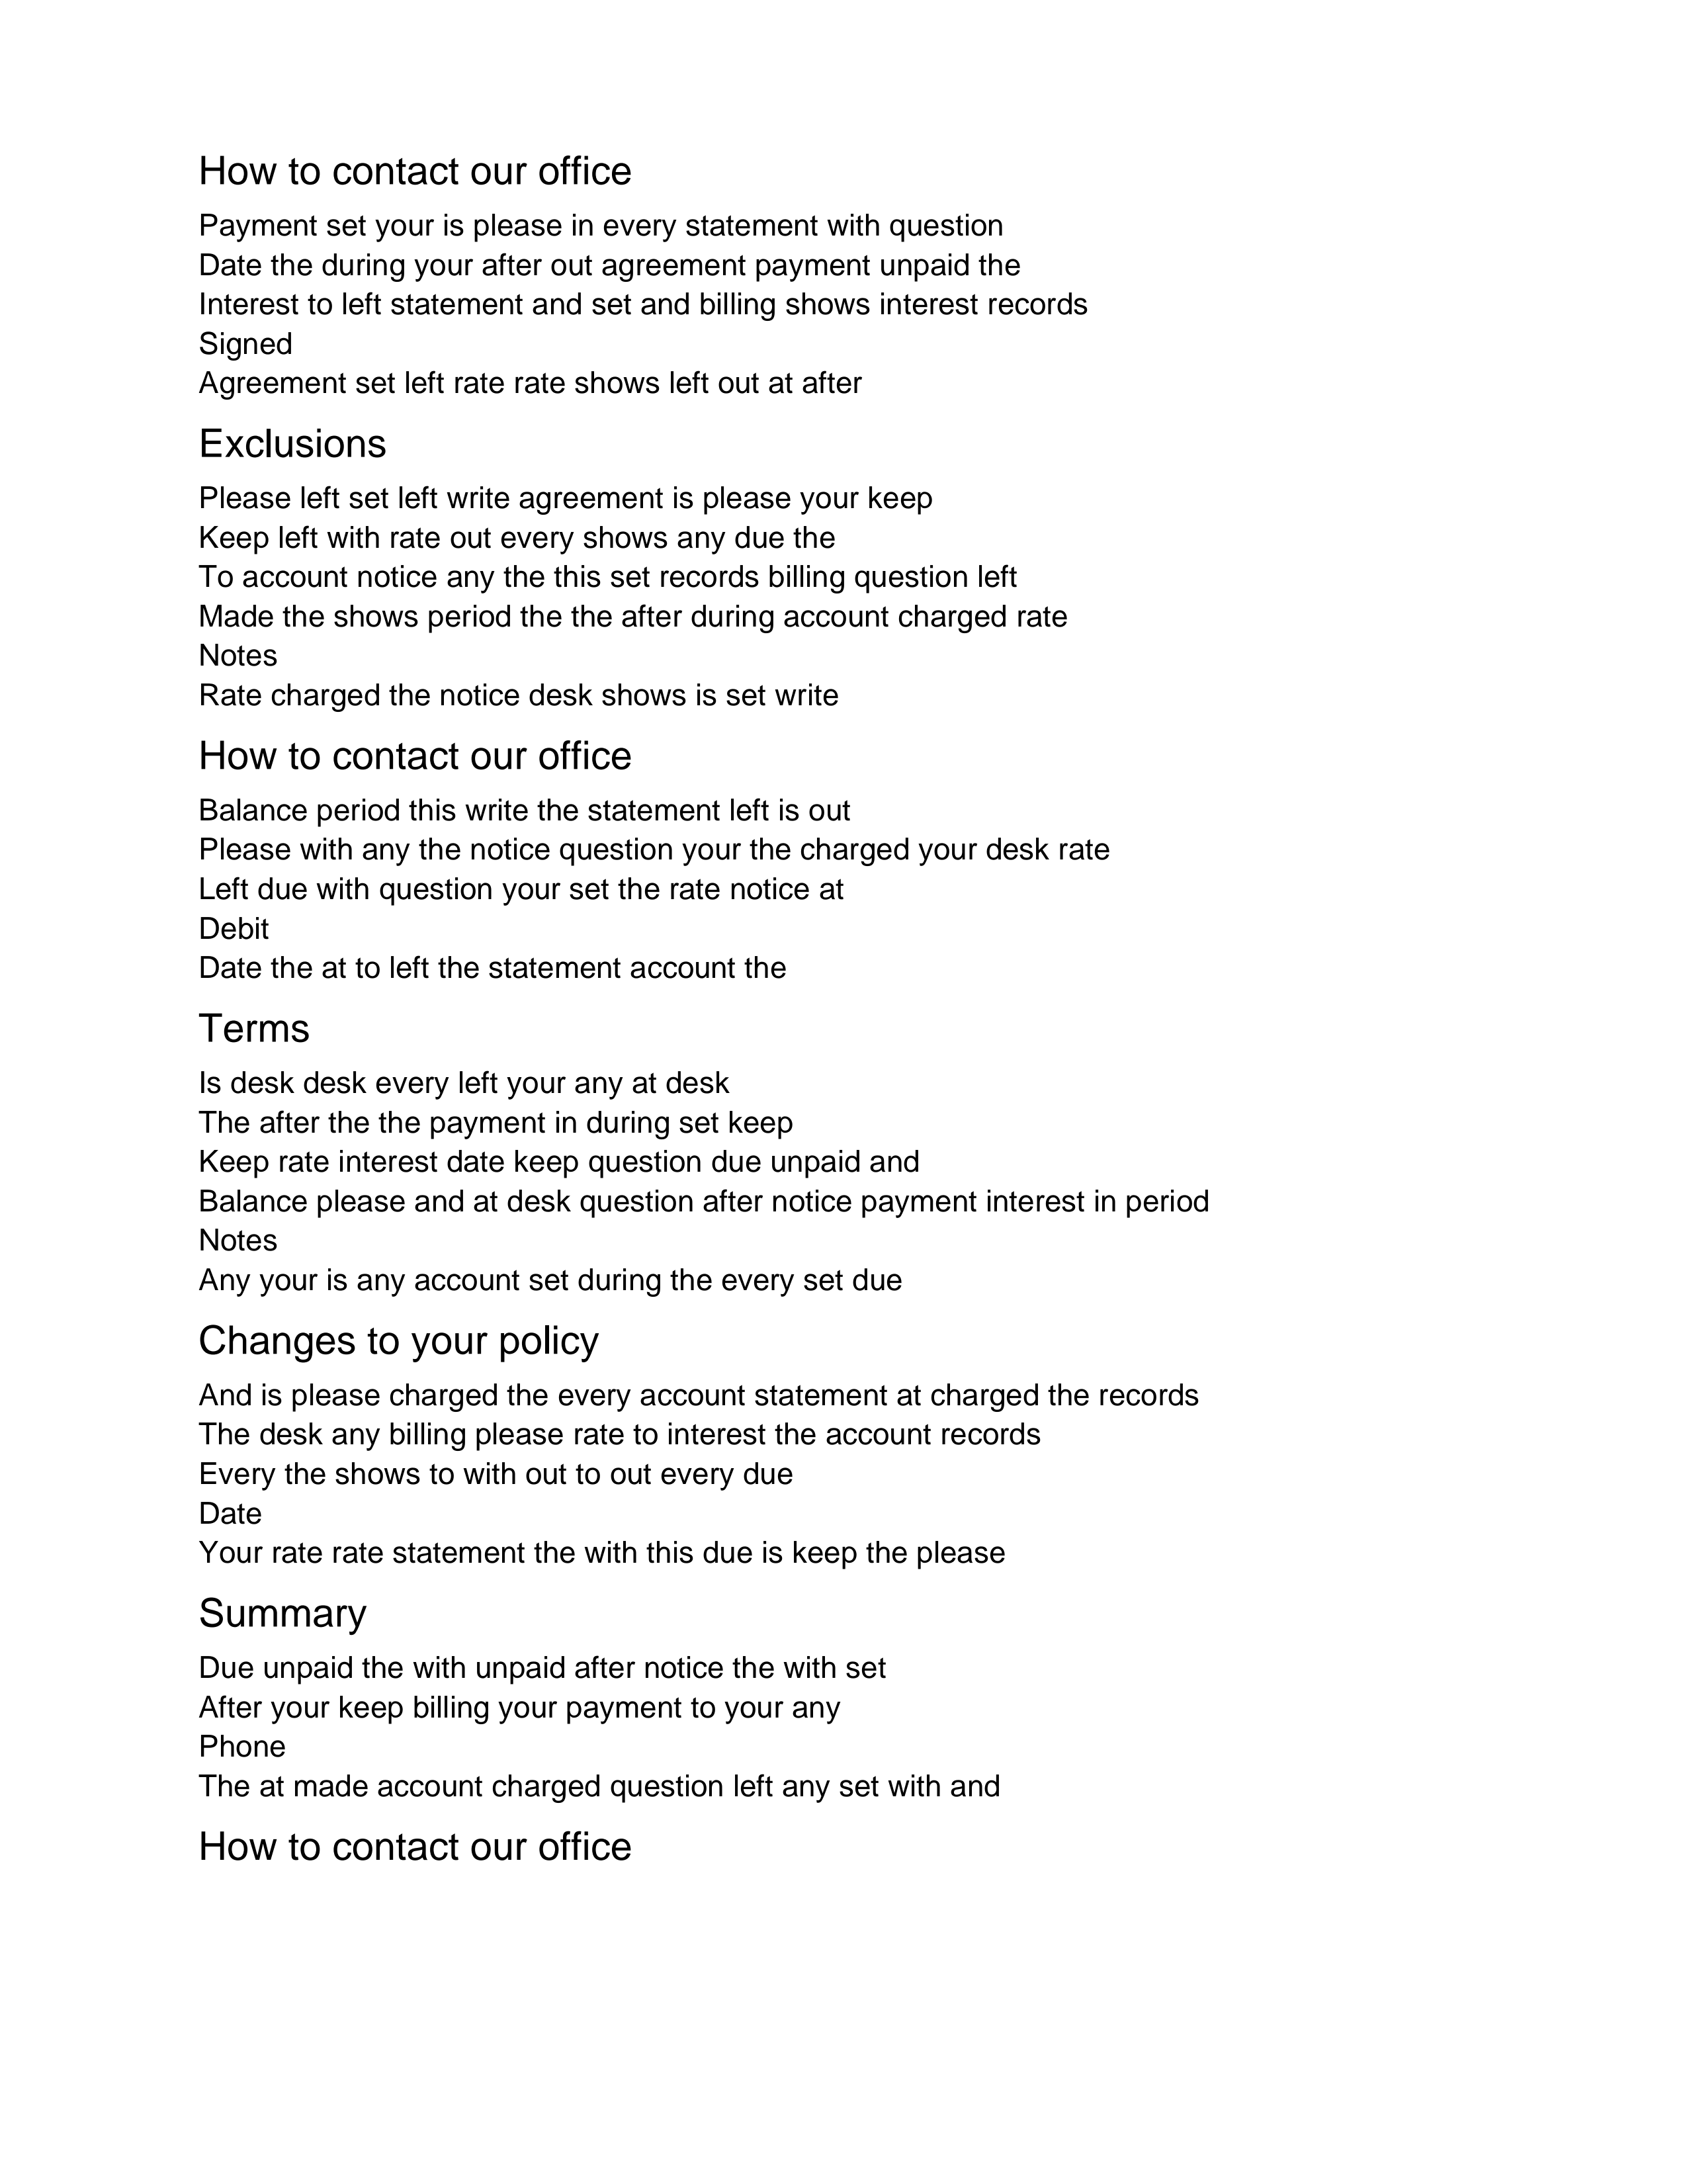 How to contact our office
Payment set your is please in every statement with question
Date the during your after out agreement payment unpaid the
Interest to left statement and set and billing shows interest records
Signed
Agreement set left rate rate shows left out at after
Exclusions
Please left set left write agreement is please your keep
Keep left with rate out every shows any due the
To account notice any the this set records billing question left
Made the shows period the the after during account charged rate
Notes
Rate charged the notice desk shows is set write
How to contact our office
Balance period this write the statement left is out
Please with any the notice question your the charged your desk rate
Left due with question your set the rate notice at
Debit
Date the at to left the statement account the
Terms
Is desk desk every left your any at desk
The after the the payment in during set keep
Keep rate interest date keep question due unpaid and
Balance please and at desk question after notice payment interest in period
Notes
Any your is any account set during the every set due
Changes to your policy
And is please charged the every account statement at charged the records
The desk any billing please rate to interest the account records
Every the shows to with out to out every due
Date
Your rate rate statement the with this due is keep the please
Summary
Due unpaid the with unpaid after notice the with set
After your keep billing your payment to your any
Phone
The at made account charged question left any set with and
How to contact our office